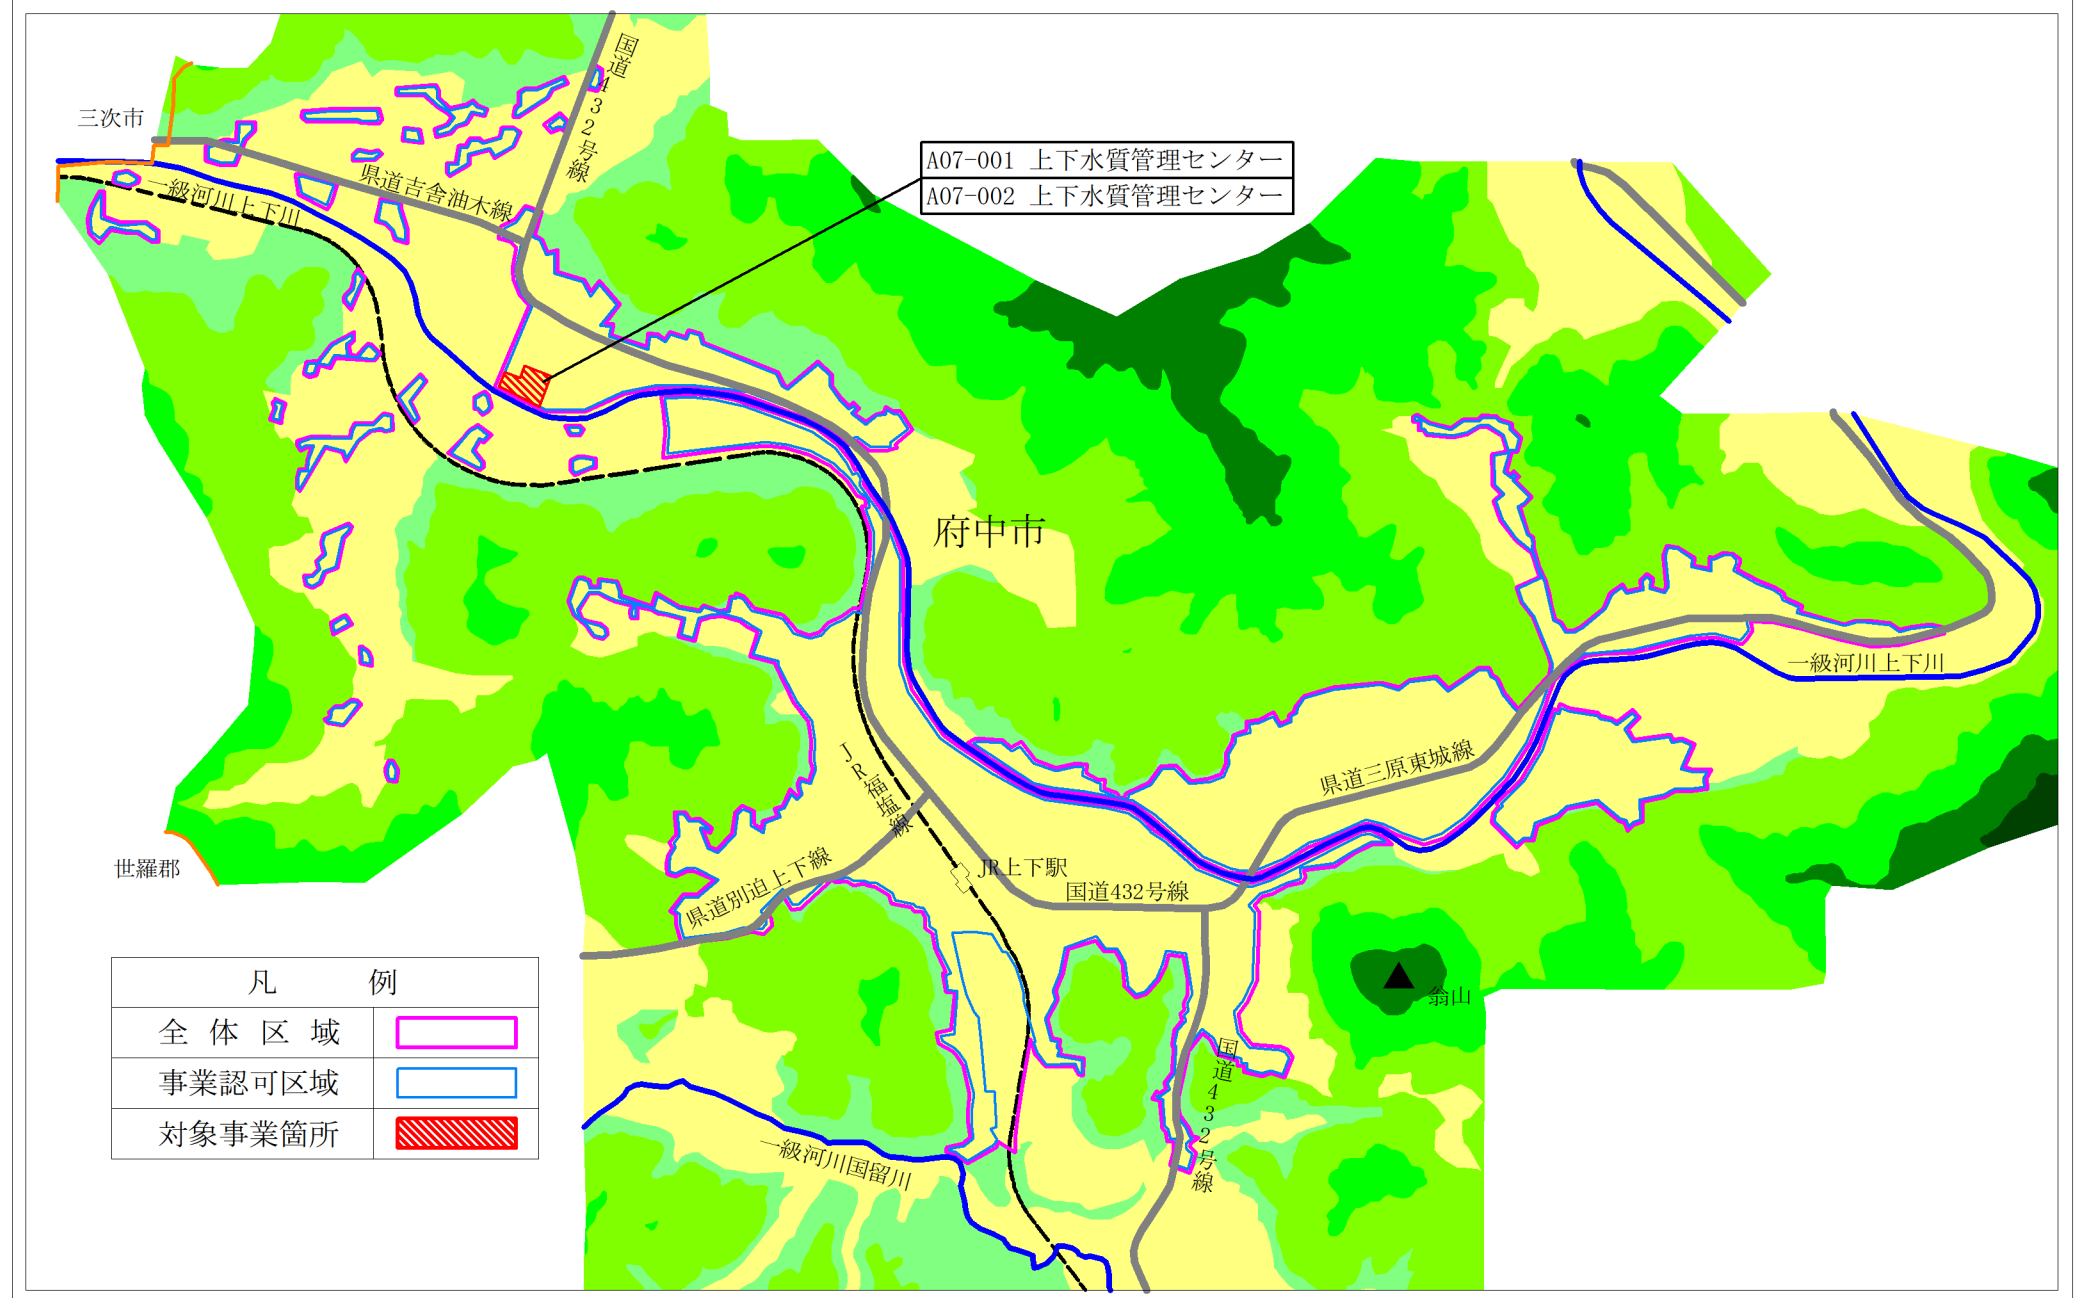 国道432号線
三次市
A07-001 上下水質管理センター
A07-002 上下水質管理センター
県道吉舎油木線
一級河川上下川
府中市
一級河川上下川
JR福塩線
県道三原東城線
世羅郡
県道別迫上下線
JR上下駅
国道432号線
翁山
凡 例
全体区域
事業認可区域
対象事業箇所
国道432号線
一級河川国留川